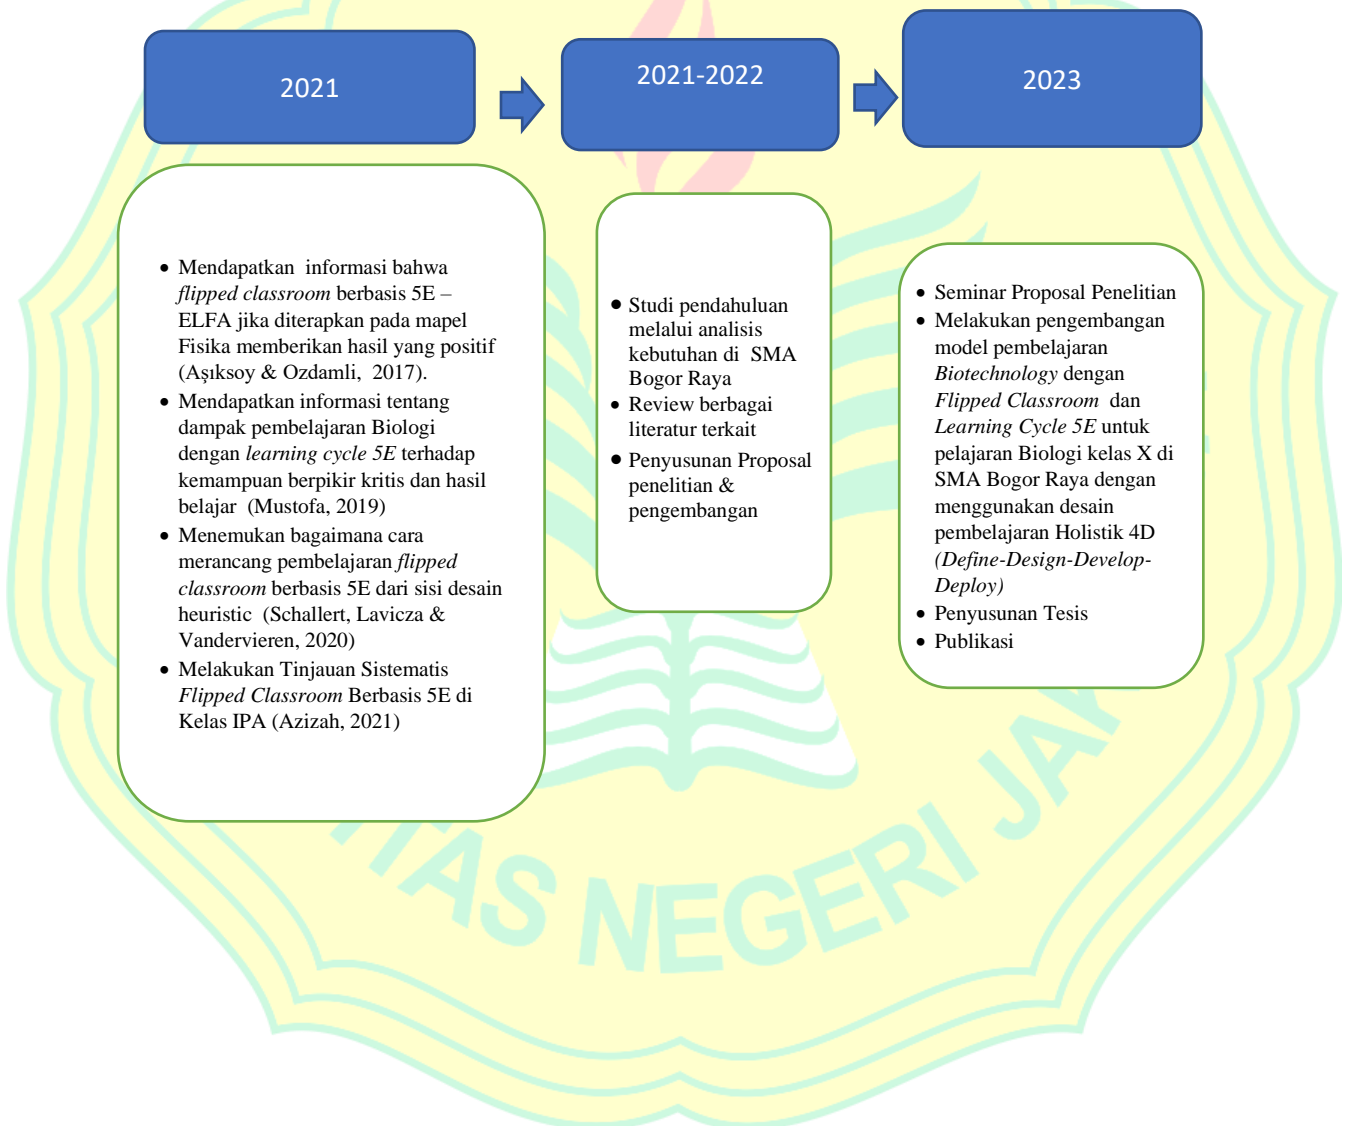 2021
2021-2022
2023
• Mendapatkan informasi bahwa
flipped classroom berbasis 5E –
ELFA jika diterapkan pada mapel
Fisika memberikan hasil yang positif
(Aşıksoy & Ozdamli, 2017).
• Mendapatkan informasi tentang
dampak pembelajaran Biologi
dengan learning cycle 5E terhadap
kemampuan berpikir kritis dan hasil
belajar (Mustofa, 2019)
• Menemukan bagaimana cara
merancang pembelajaran flipped
classroom berbasis 5E dari sisi desain
heuristic (Schallert, Lavicza &
Vandervieren, 2020)
• Melakukan Tinjauan Sistematis
Flipped Classroom Berbasis 5E di
Kelas IPA (Azizah, 2021)
• Studi pendahuluan
melalui analisis
kebutuhan di SMA
Bogor Raya
• Review berbagai
literatur terkait
• Penyusunan Proposal
penelitian &
pengembangan
• Seminar Proposal Penelitian
• Melakukan pengembangan
model pembelajaran
Biotechnology dengan
Flipped Classroom dan
Learning Cycle 5E untuk
pelajaran Biologi kelas X di
SMA Bogor Raya dengan
menggunakan desain
pembelajaran Holistik 4D
(Define-Design-Develop-
Deploy)
• Penyusunan Tesis
• Publikasi
ITAS NEGERI JAK